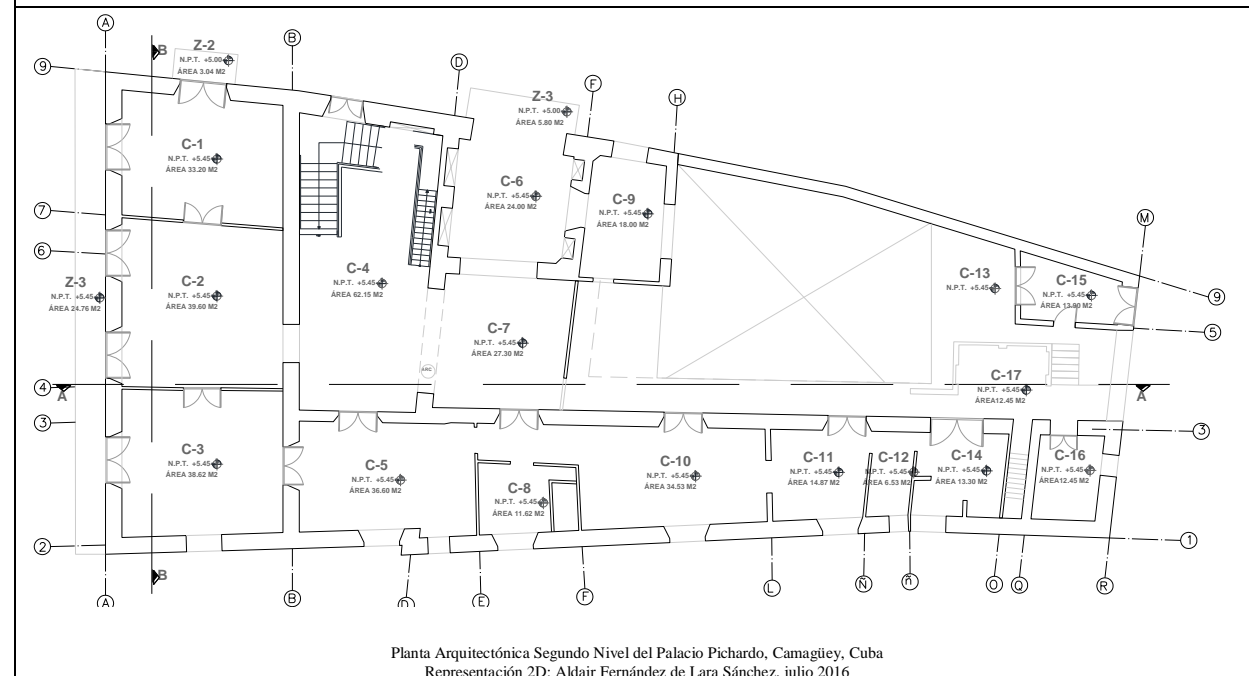 A
B
Z-2
N.P.T. +5.00
ÁREA 3.04 M2
B
9
D
F
H
Z-3
N.P.T. +5.00
ÁREA 5.80 M2
C-1
N.P.T. +5.45
ÁREA 33.20 M2
C-6
N.P.T. +5.45
ÁREA 24.00 M2
C-9
N.P.T. +5.45
ÁREA 18.00 M2
7
M
6
Z-3
N.P.T. +5.45
ÁREA 24.76 M2
C-2
N.P.T. +5.45
ÁREA 39.60 M2
C-4
N.P.T. +5.45
ÁREA 62.15 M2
C-13
N.P.T. +5.45
C-15
N.P.T. +5.45
ÁREA 13.90 M2
9
5
C-7
N.P.T. +5.45
ÁREA 27.30 M2
ARC
4
A
C-17
N.P.T. +5.45
ÁREA12.45 M2
A
3
3
C-3
N.P.T. +5.45
ÁREA 38.62 M2
C-5
N.P.T. +5.45
ÁREA 36.60 M2
C-8
N.P.T. +5.45
ÁREA 11.62 M2
C-10
N.P.T. +5.45
ÁREA 34.53 M2
C-11
N.P.T. +5.45
ÁREA 14.87 M2
C-12
N.P.T. +5.45
ÁREA 6.53 M2
C-14
N.P.T. +5.45
ÁREA 13.30 M2
C-16
N.P.T. +5.45
ÁREA12.45 M2
2
1
B
A
B
D
E
F
L
Ñ
ñ
O
Q
R
Planta Arquitectónica Segundo Nivel del Palacio Pichardo, Camagüey, Cuba
Representación 2D: Aldair Fernández de Lara Sánchez, julio 2016